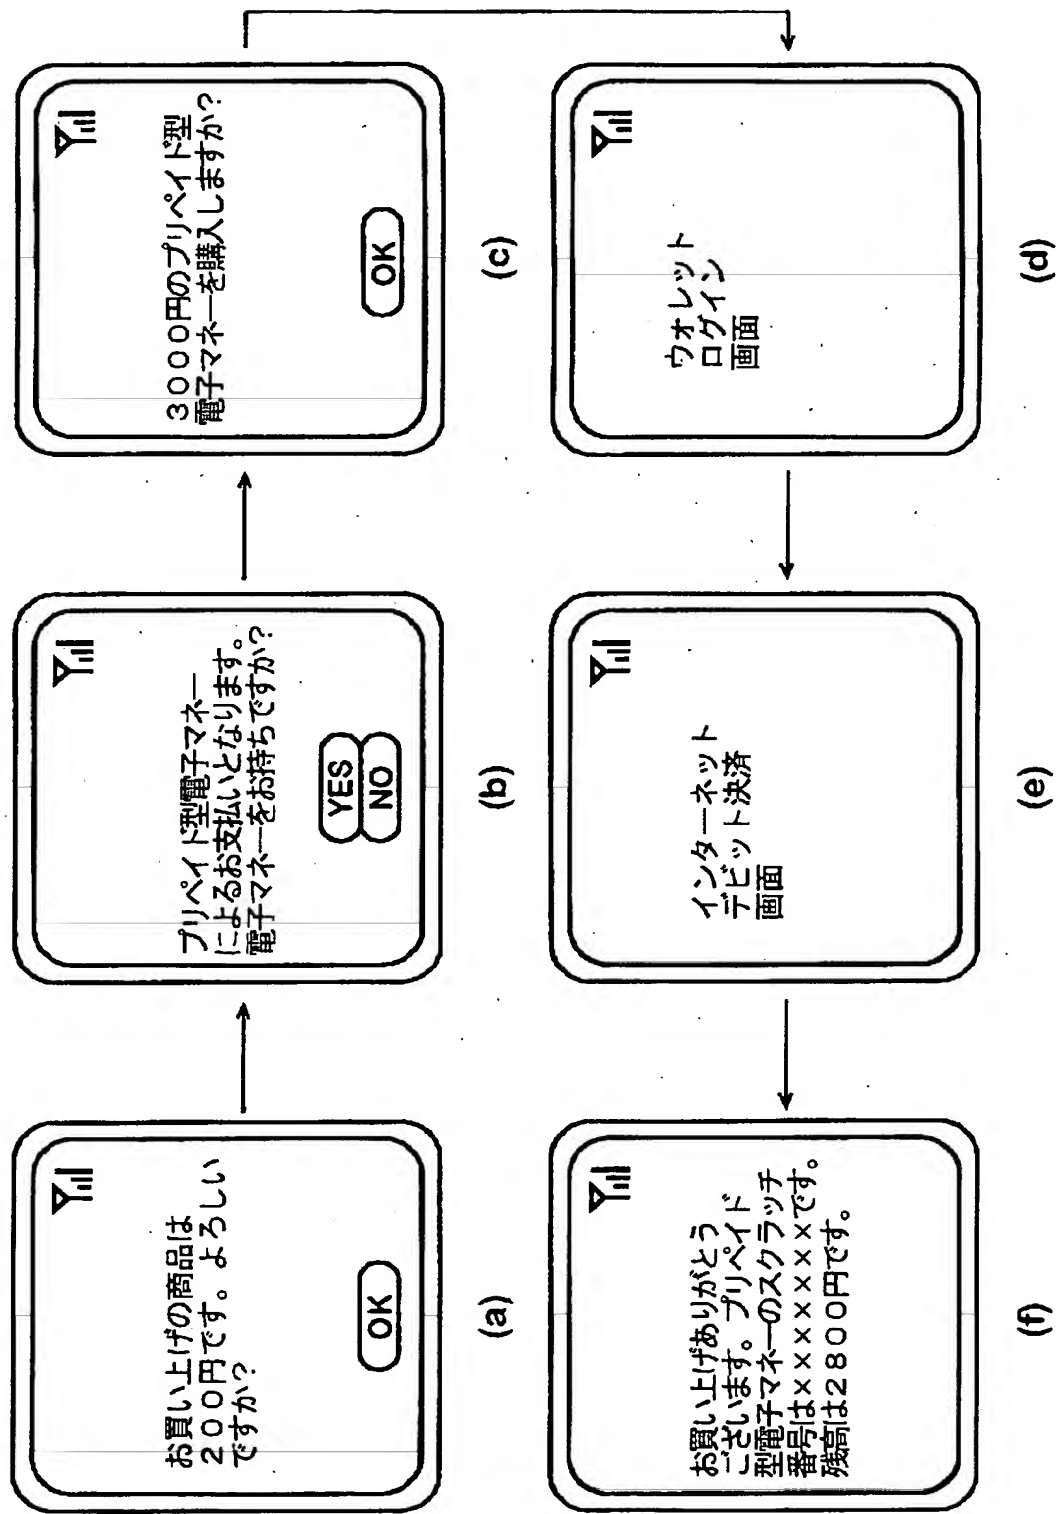 お買い上げの商品は
200円です。よろしい
ですか?
OK
(a)
プリペイド型電子マネー
によるお支払いとなります。
電子マネーをお持ちですか?
YES
NO
(b)
3000円のプリペイド型
電子マネーを購入しますか?
OK
(c)
ウォレット
ログイン
画面
(d)
インターネット
デビット決済
画面
(e)
お買い上げありがとう
ございます。プリペイド
型電子マネーのスクラッチ
番号は××××××××です。
残高は2800円です。
(f)